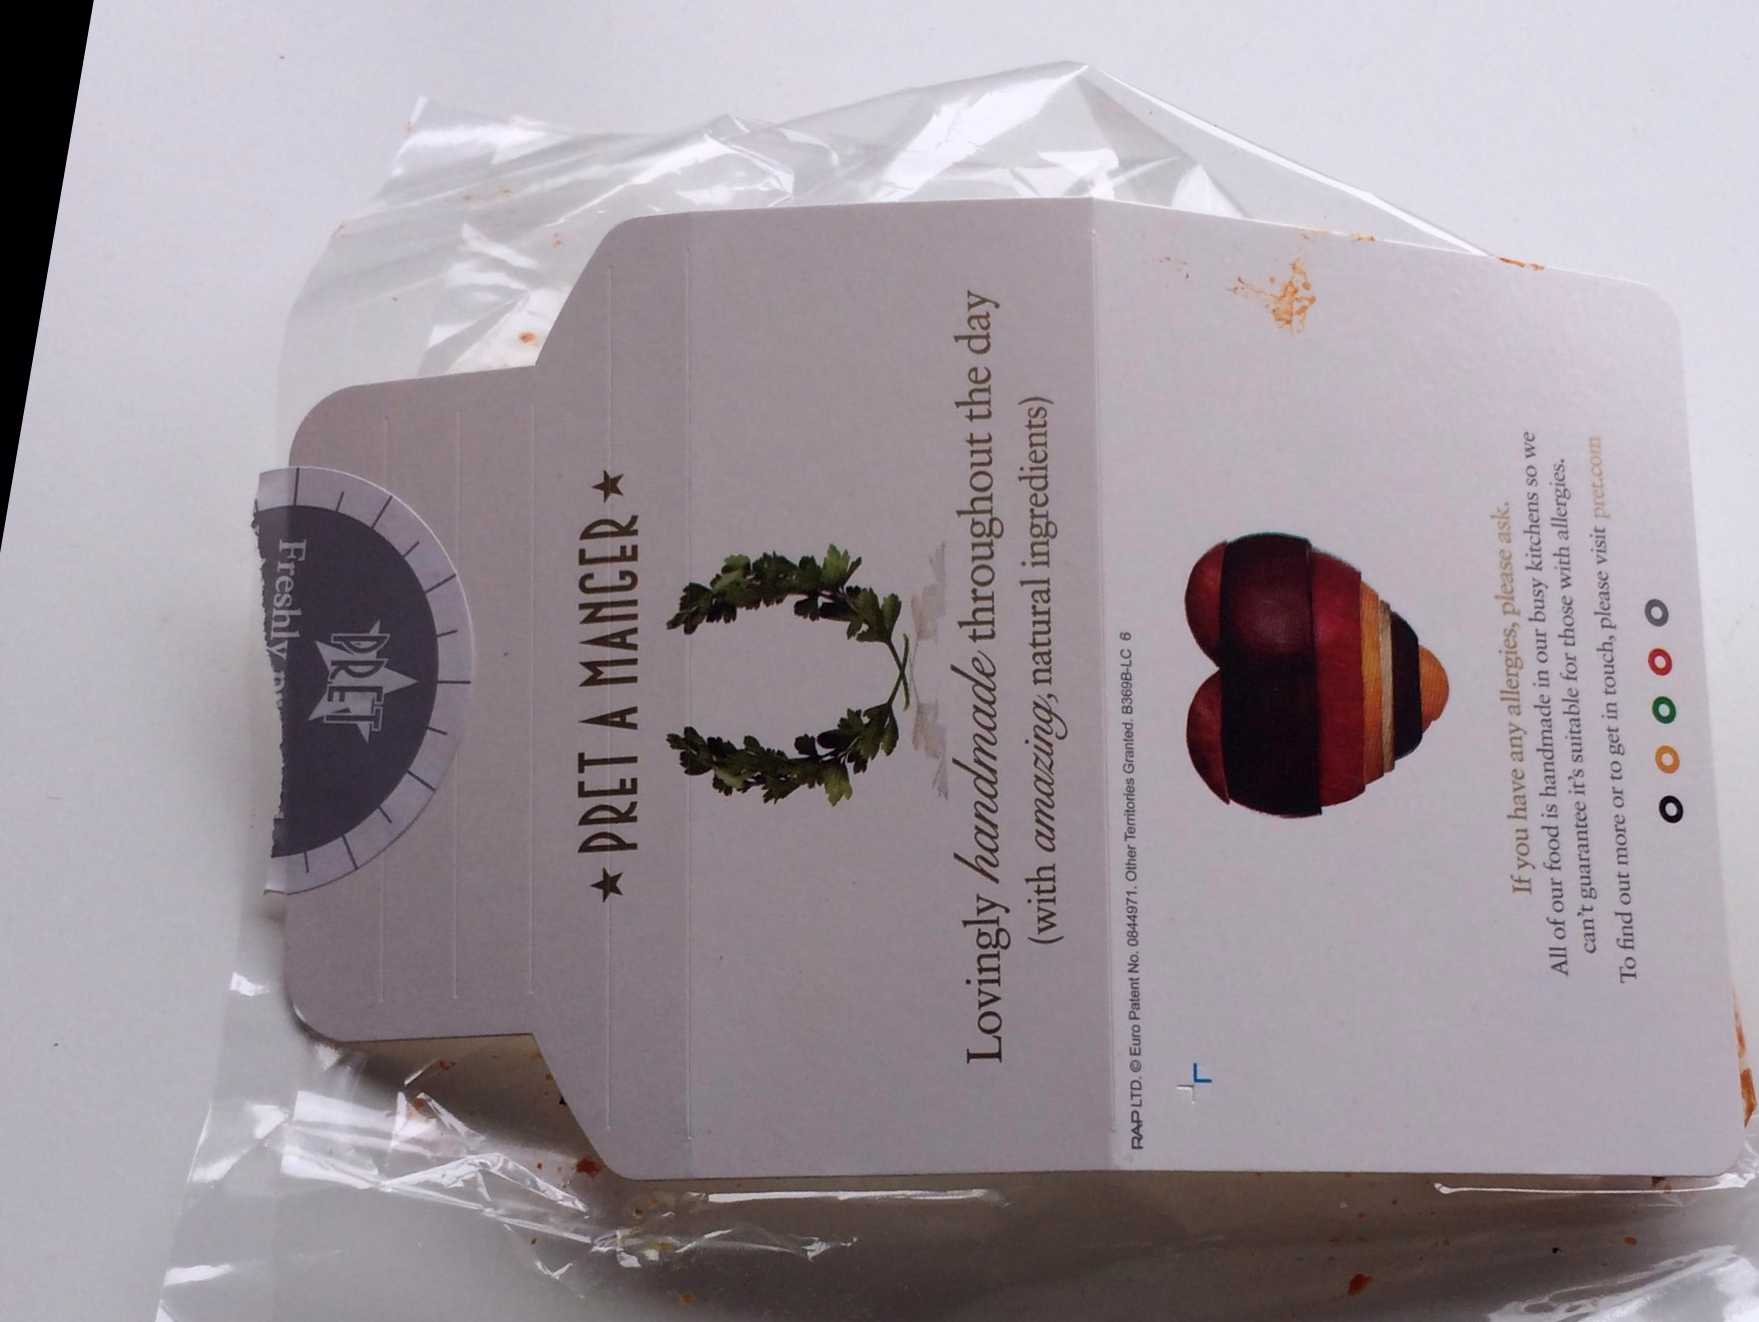 Freshly
PRET
★ PRET A MANGER ★
Lovingly handmade throughout the day
(with amazing, natural ingredients)
RAP LTD. © Euro Patent No. 0844971. Other Territories Granted. B369B-LC 6
If you have any allergies, please ask.
All of our food is handmade in our busy kitchens so we
can't guarantee it's suitable for those with allergies.
To find out more or to get in touch, please visit pret.com